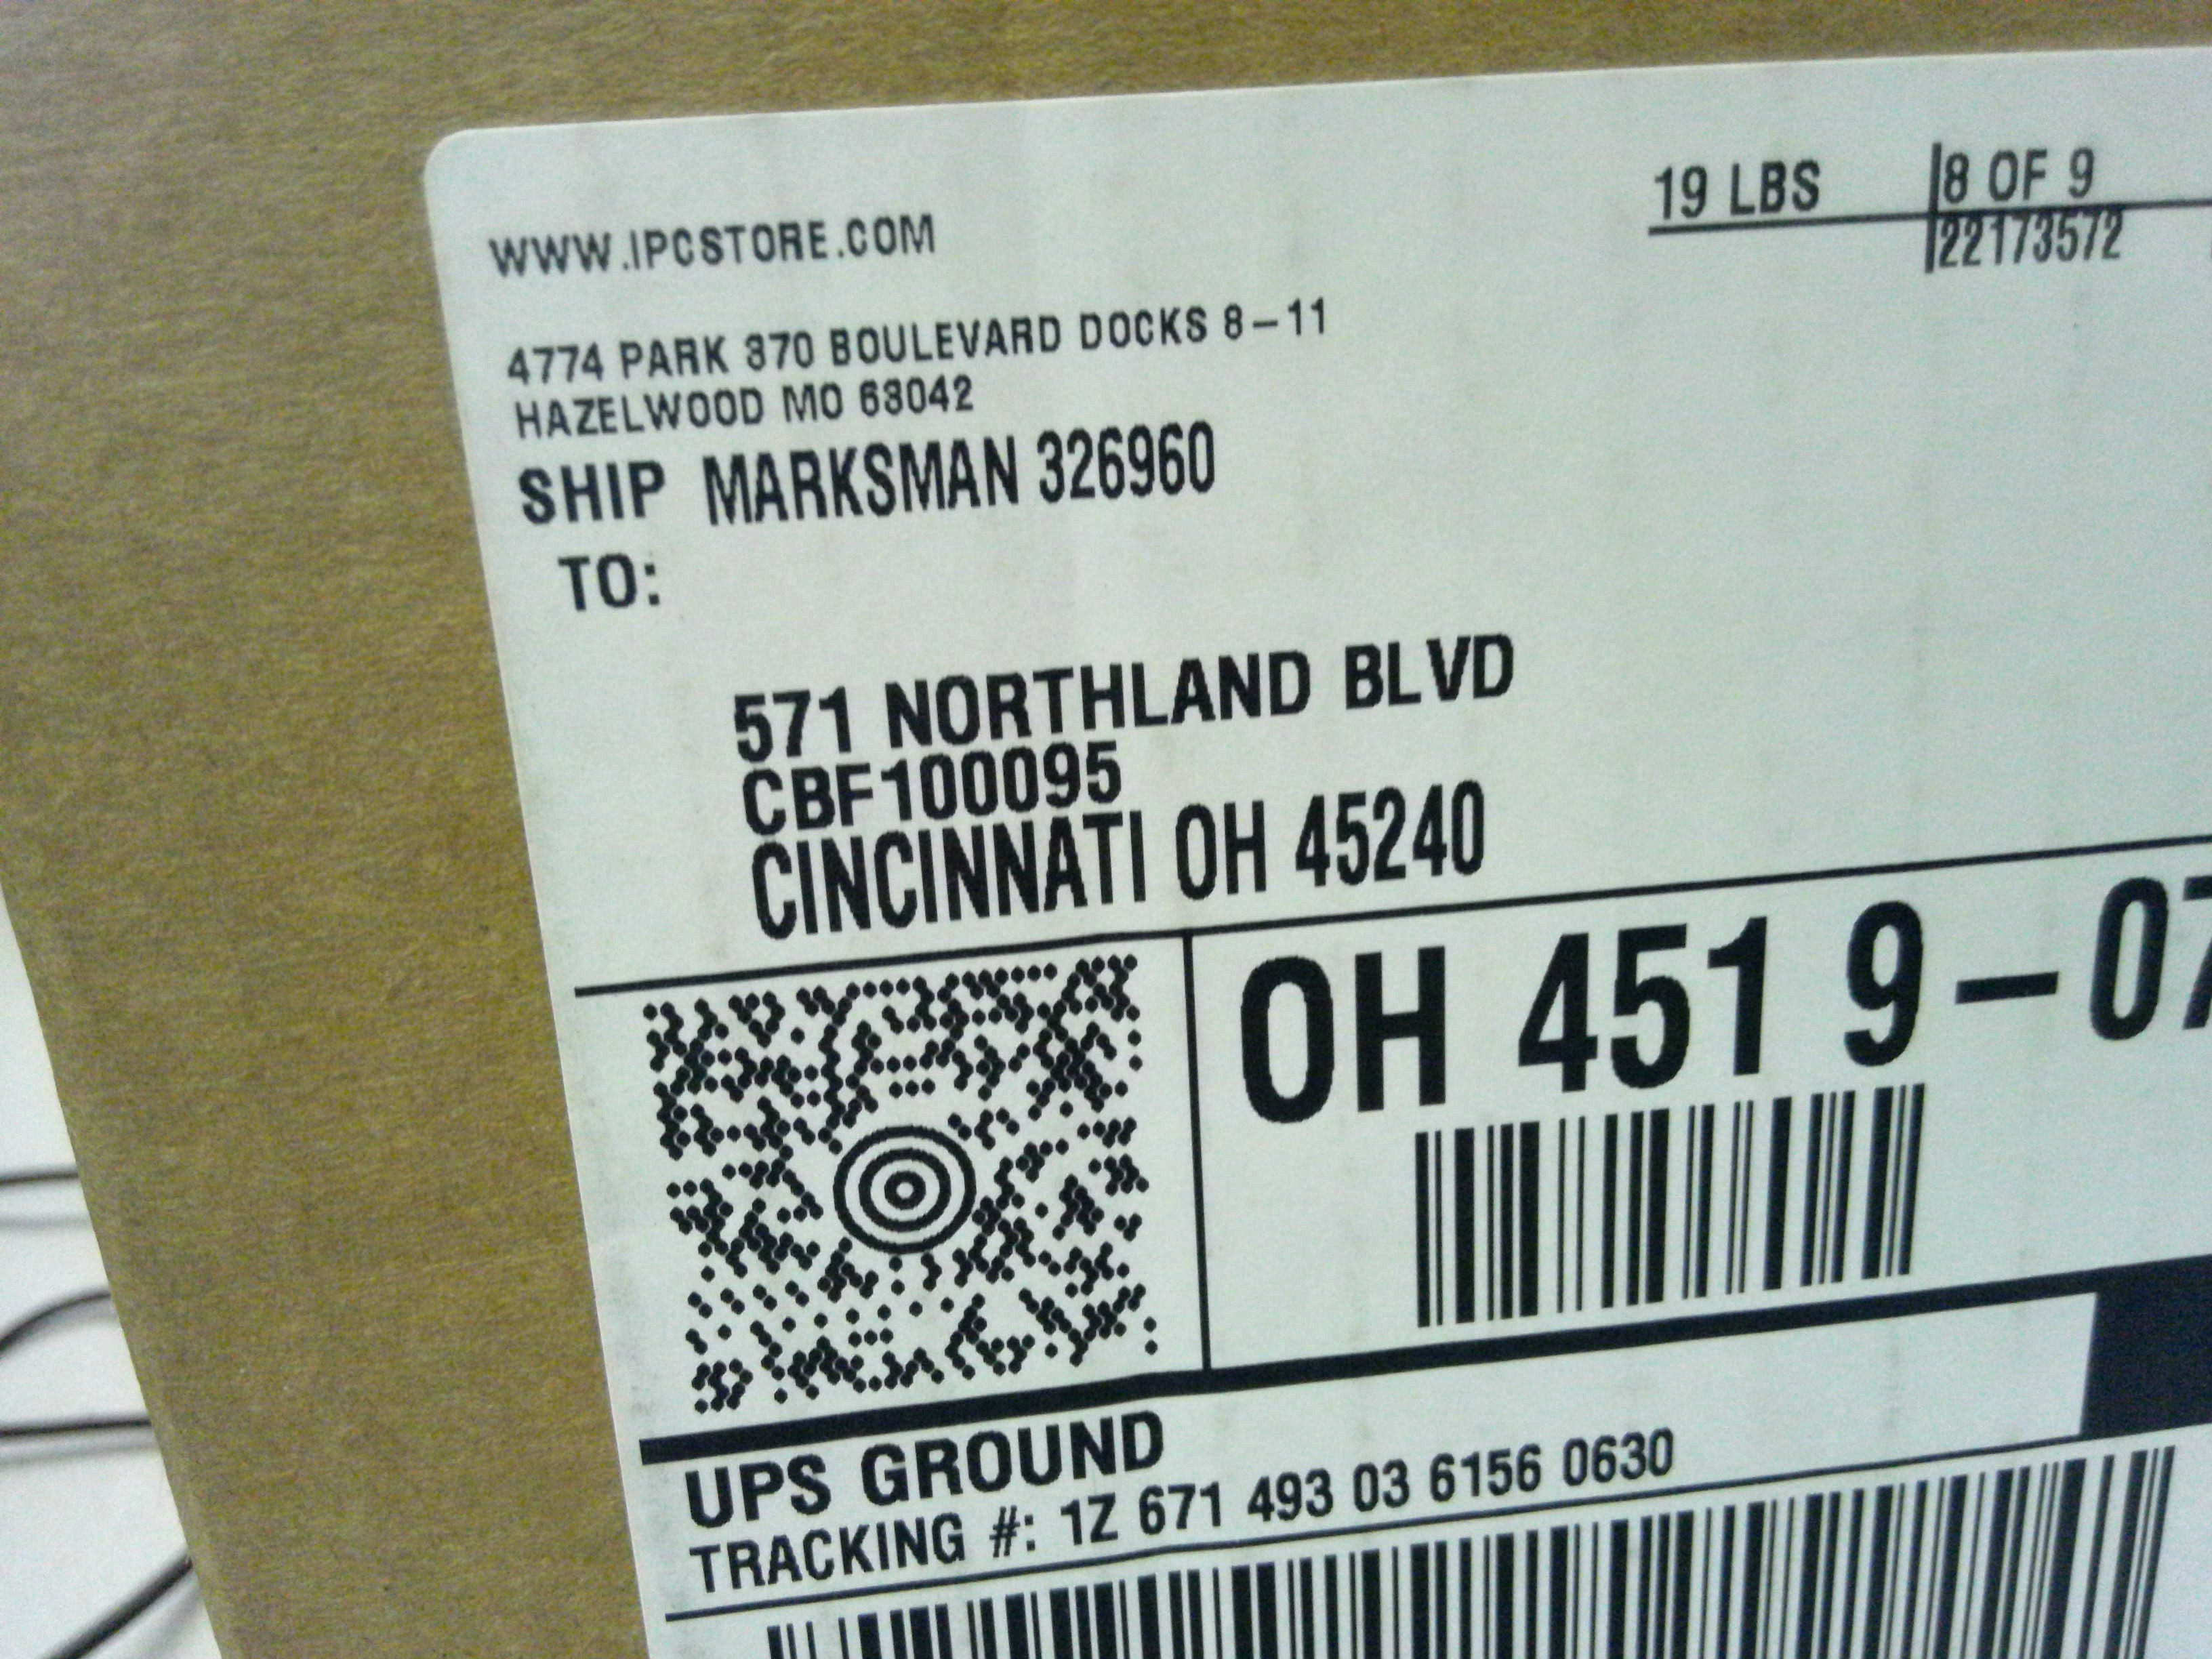 WWW.IPCSTORE.COM
19 LBS
8 OF 9
22173572
4774 PARK 370 BOULEVARD DOCKS 8-11
HAZELWOOD MO 63042
SHIP MARKSMAN 326960
TO:
571 NORTHLAND BLVD
CBF100095
CINCINNATI OH 45240
OH 451 9-07
UPS GROUND
TRACKING #: 1Z 671 493 03 6156 0630